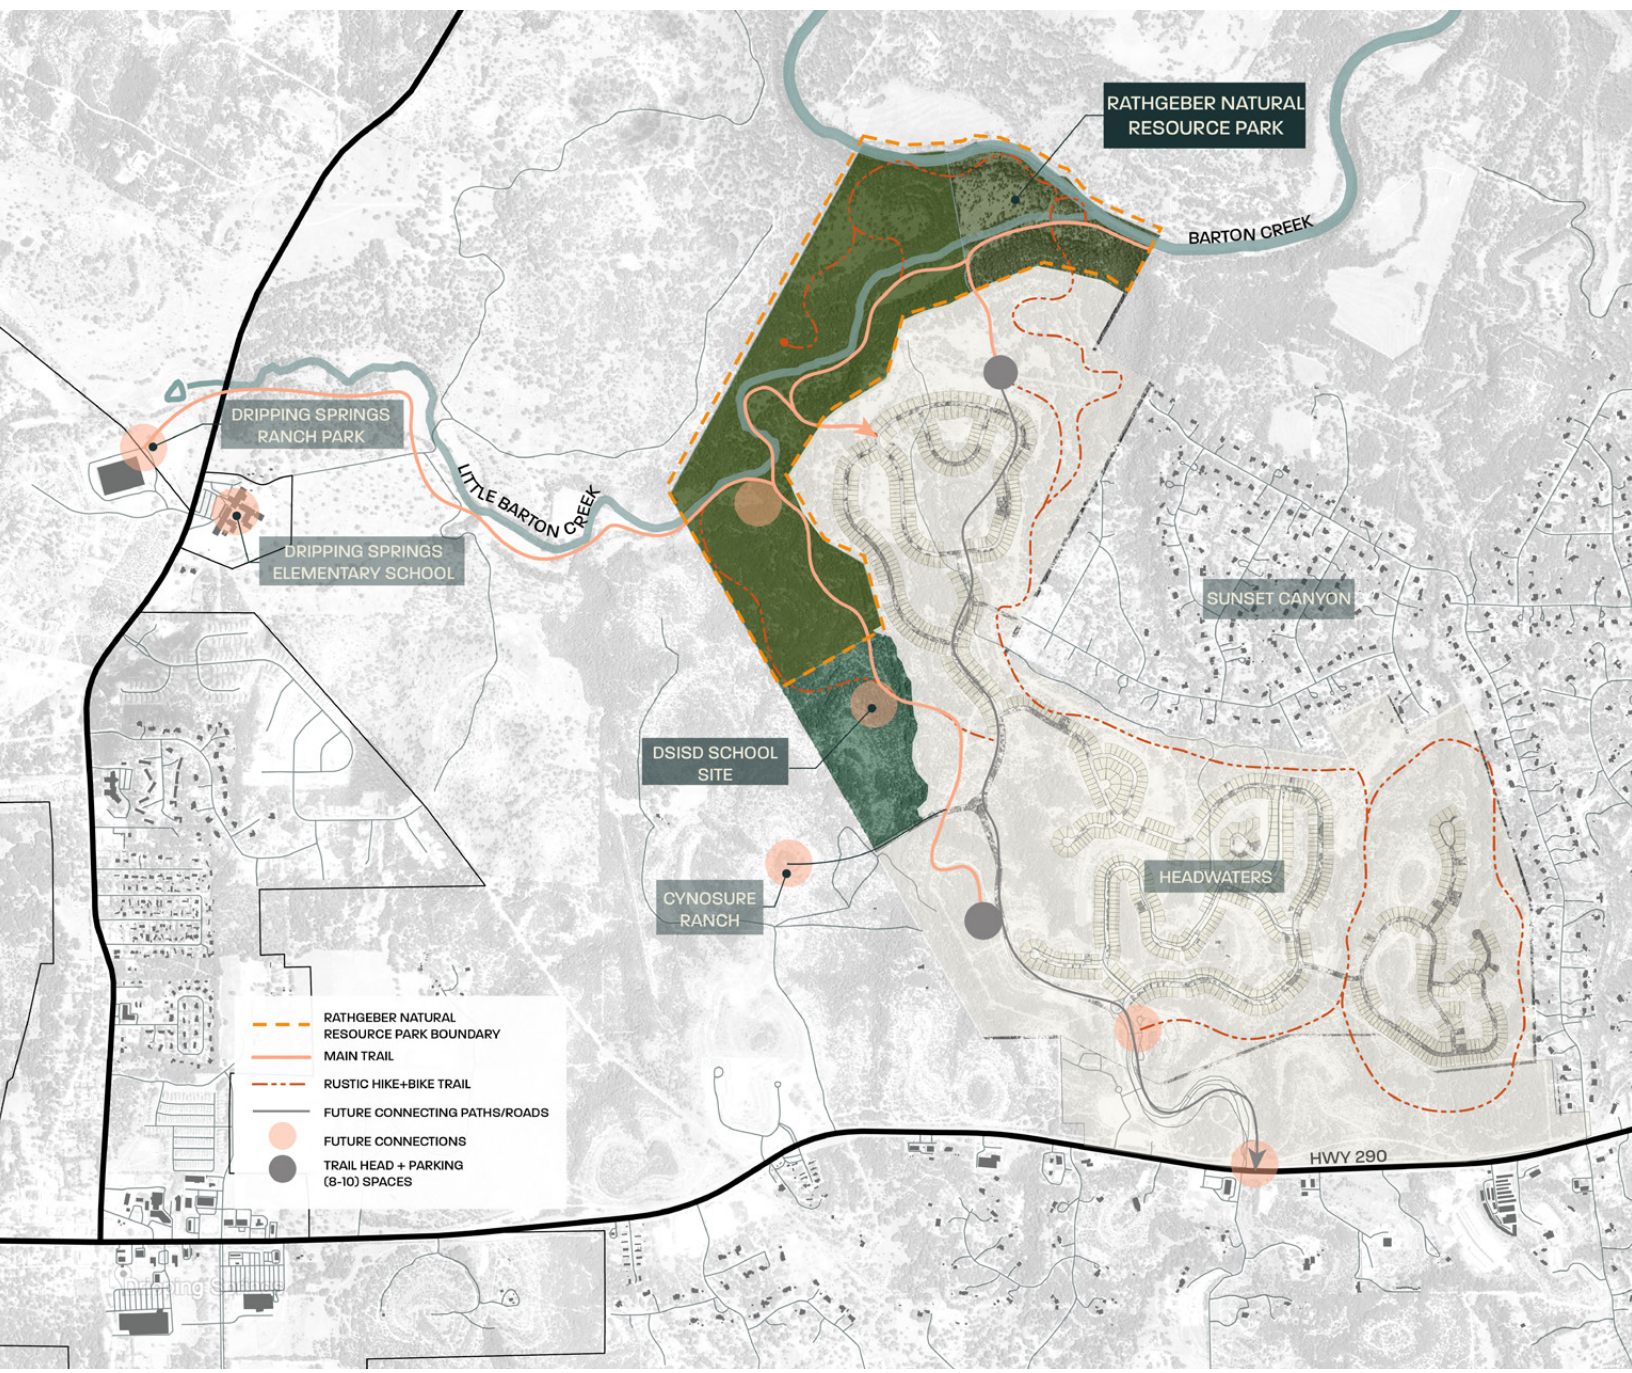 RATHGEBER NATURAL
RESOURCE PARK
BARTON CREEK
DRIPPING SPRINGS
RANCH PARK
LITTLE BARTON CREEK
DRIPPING SPRINGS
ELEMENTARY SCHOOL
SUNSET CANYON
DSISD SCHOOL
SITE
HEADWATERS
CYNOSURE
RANCH
RATHGEBER NATURAL
RESOURCE PARK BOUNDARY
MAIN TRAIL
RUSTIC HIKE+BIKE TRAIL
FUTURE CONNECTING PATHS/ROADS
FUTURE CONNECTIONS
TRAIL HEAD + PARKING
(8-10) SPACES
HWY 290